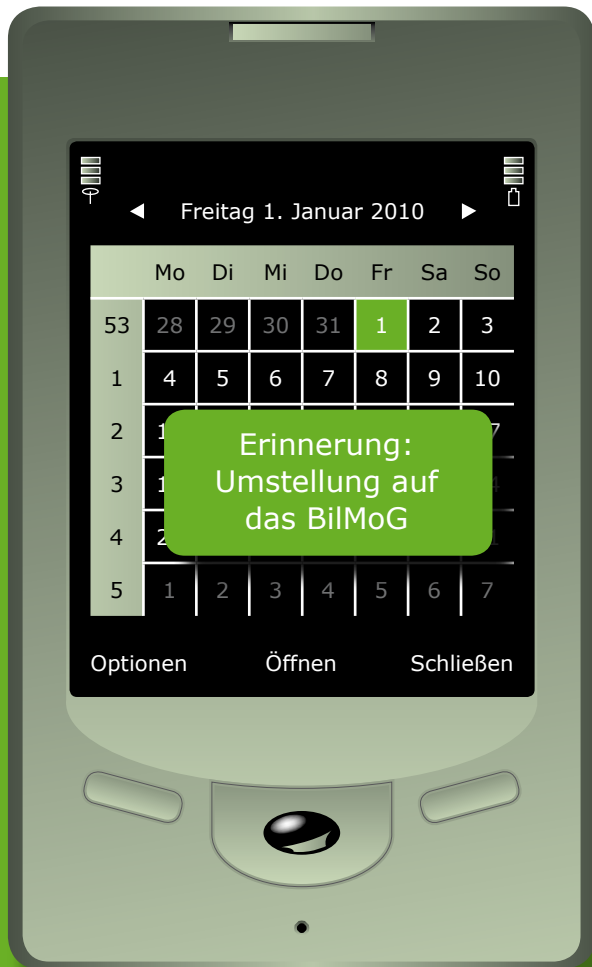 Freitag 1. Januar 2010
Mo Di Mi Do Fr Sa So
53 28 29 30 31 1 2 3
1 4 5 6 7 8 9 10
2
3
4
5 1 2 3 4 5 6 7
Erinnerung:
Umstellung auf
das BilMoG
Optionen Öffnen Schließen